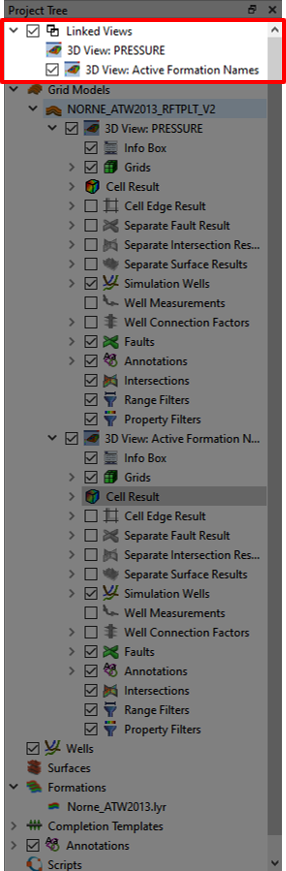 Project Tree
Linked Views
3D View: PRESSURE
3D View: Active Formation Names
Grid Models
NORNE_ATW2013_RFTPLT_V2
3D View: PRESSURE
Info Box
Grids
Cell Result
Cell Edge Result
Separate Fault Result
Separate Intersection Res...
Separate Surface Results
Simulation Wells
Well Measurements
Well Connection Factors
Faults
Annotations
Intersections
Range Filters
Property Filters
3D View: Active Formation N...
Info Box
Grids
Cell Result
Cell Edge Result
Separate Fault Result
Separate Intersection Res...
Separate Surface Results
Simulation Wells
Well Measurements
Well Connection Factors
Faults
Annotations
Intersections
Range Filters
Property Filters
Wells
Surfaces
Formations
Norne_ATW2013.lyr
Completion Templates
Annotations
Scripts